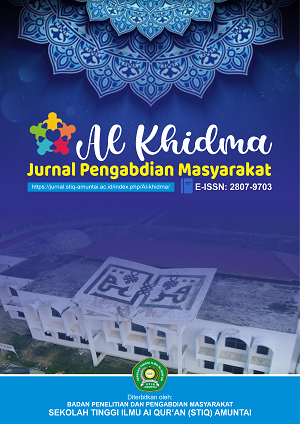 Al Khidma
Jurnal Pengabdian Masyarakat
https://jurnal.stiq-amuntai.ac.id/index.php/Al-khidma/
E-ISSN: 2807-9703
Diterbitkan oleh:
BADAN PENELITIAN DAN PENGABDIAN MASYARAKAT
SEKOLAH TINGGI ILMU Al QUR'AN (STIQ) AMUNTAI